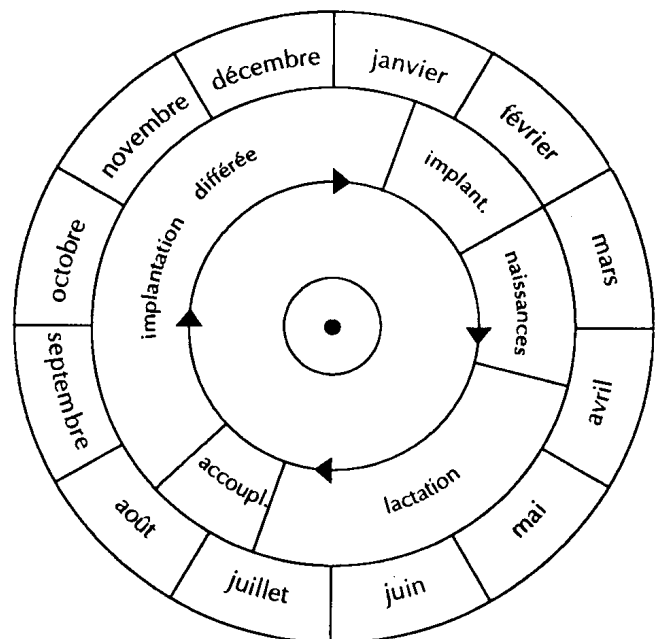 janvier
février
mars
avril
mai
juin
juillet
août
septembre
octobre
novembre
décembre
implant.
naissances
lactation
accoupl.
implantation différée